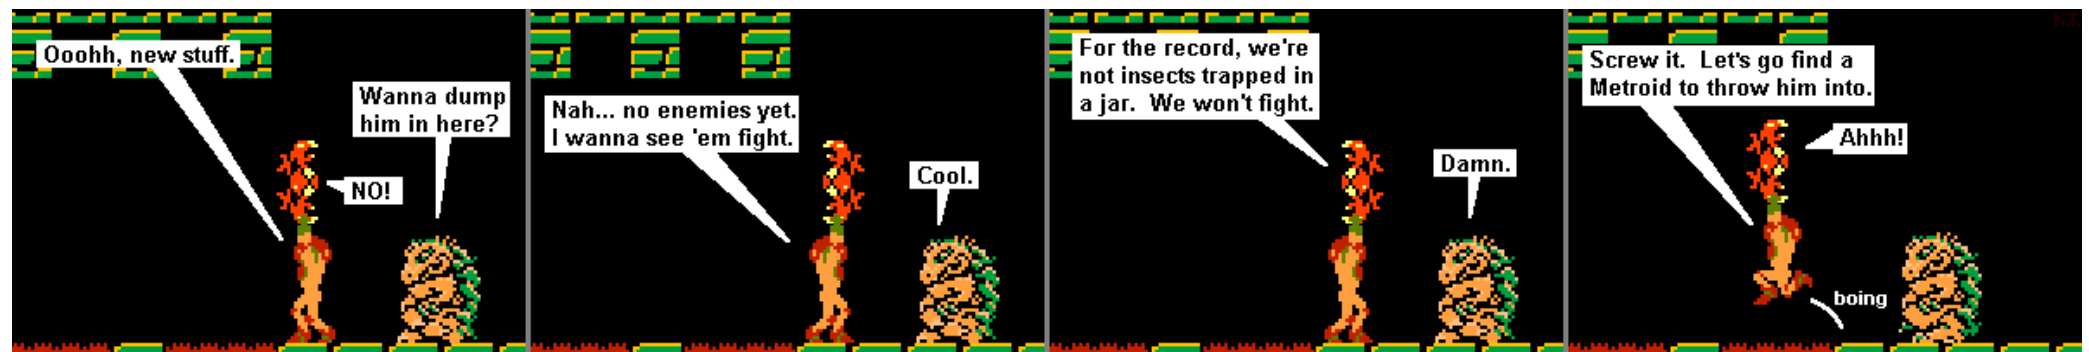 Ooohh, new stuff.
NO!
Wanna dump
him in here?
Nah... no enemies yet.
I wanna see 'em fight.
Cool.
For the record, we're
not insects trapped in
a jar.  We won't fight.
Damn.
Screw it.  Let's go find a
Metroid to throw him into.
Ahhh!
boing